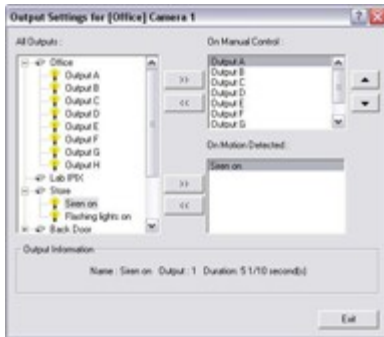 Output Settings for [Office] Camera 1
All Outputs :
Office
Output A
Output B
Output C
Output D
Output E
Output F
Output G
Output H
Lab IPIX
Store
Siren on
Flashing lights on
Back Door
>>
<<
>>
<<
On Manual Control :
Output A
Output B
Output C
Output D
Output E
Output F
Output G
On Motion Detected:
Siren on
Output Information
Name : Siren on Output : 1 Duration: 5 1/10 second(s)
Exit